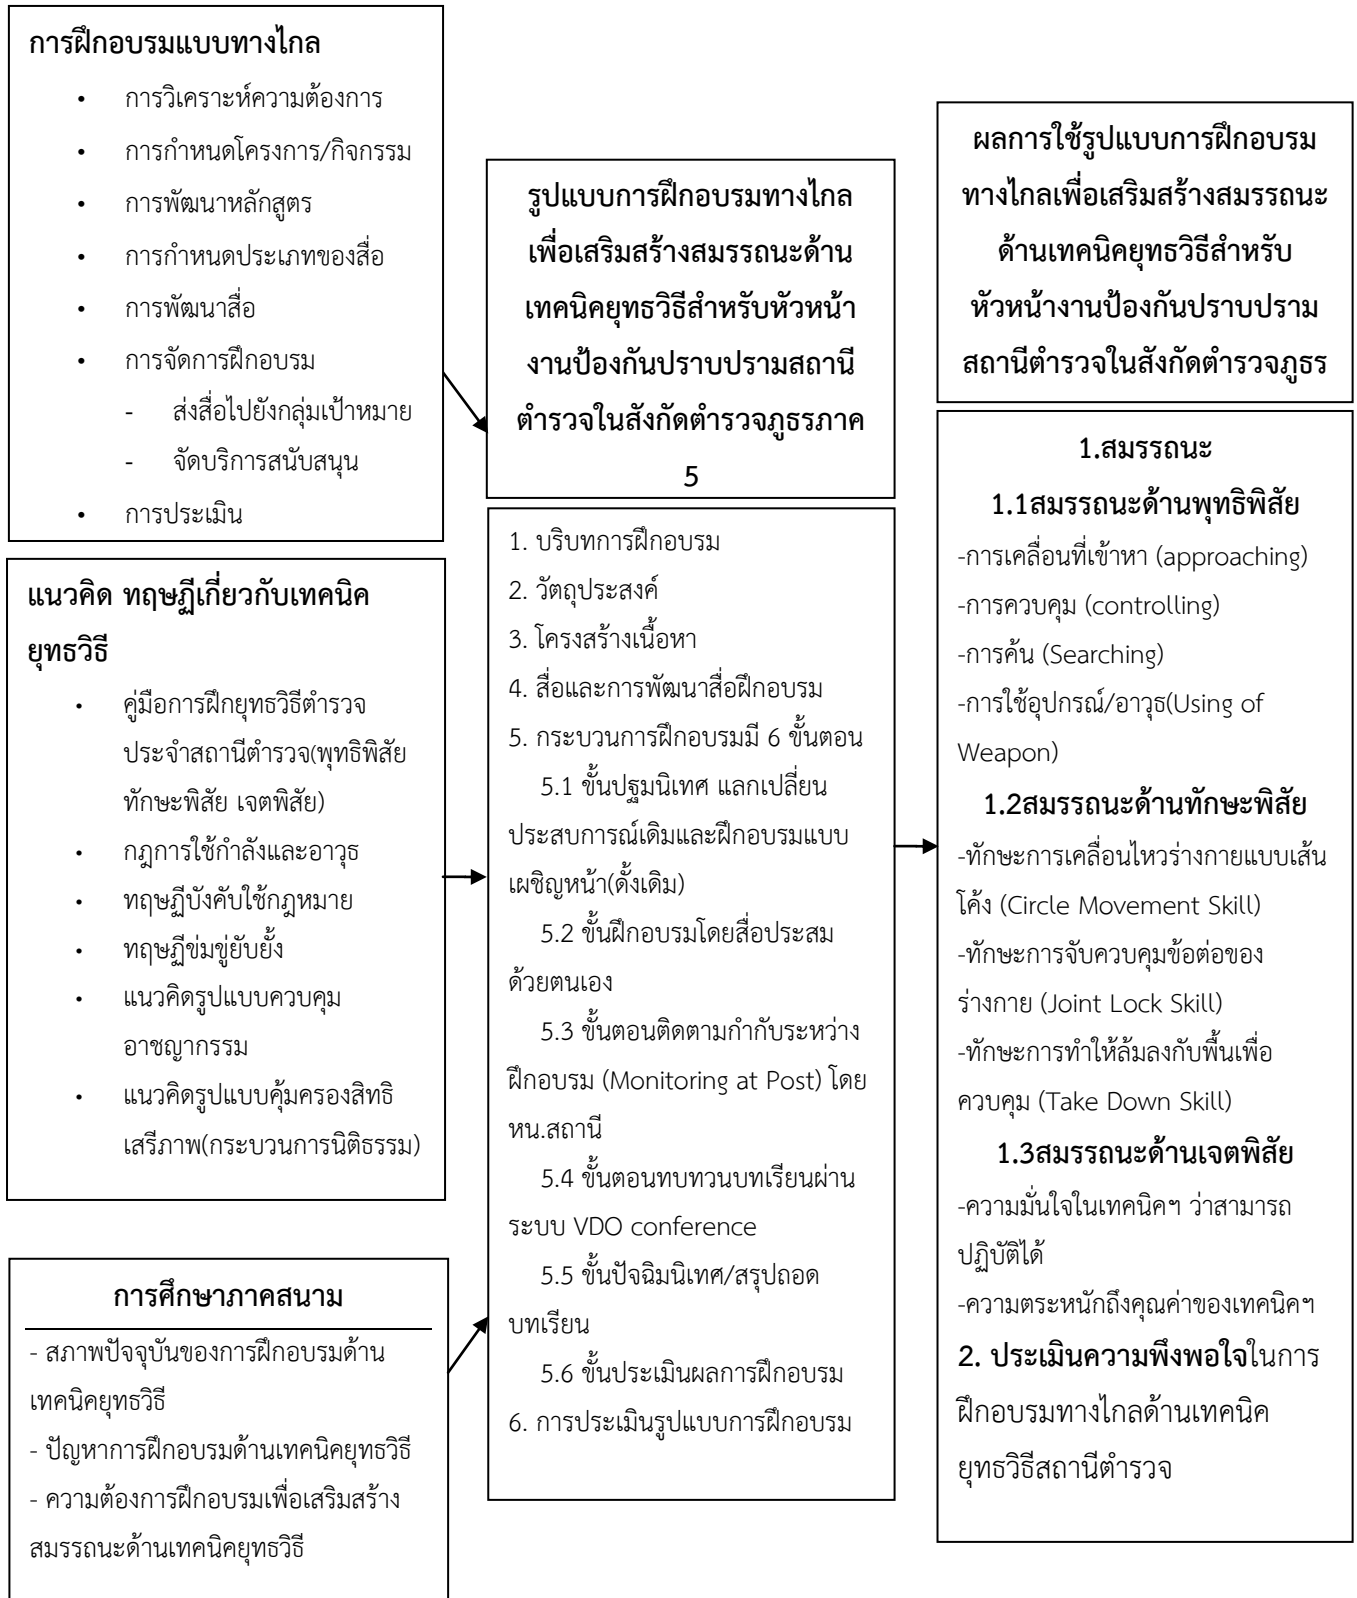 การฝึกอบรมแบบทางไกล
• การวิเคราะห์ความต้องการ
• การกำหนดโครงการ/กิจกรรม
• การพัฒนาหลักสูตร
• การกำหนดประเภทของสื่อ
• การพัฒนาสื่อ
• การจัดการฝึกอบรม
- ส่งสื่อไปยังกลุ่มเป้าหมาย
- จัดบริการสนับสนุน
• การประเมิน
แนวคิด ทฤษฏีเกี่ยวกับเทคนิค
ยุทธวิธี
• คู่มือการฝึกยุทธวิธีตำรวจ
ประจำสถานีตำรวจ(พุทธิพิสัย
ทักษะพิสัย เจตพิสัย)
• กฎการใช้กำลังและอาวุธ
• ทฤษฏีบังคับใช้กฎหมาย
• ทฤษฏีข่มขู่ยับยั้ง
• แนวคิดรูปแบบควบคุม
อาชญากรรม
• แนวคิดรูปแบบคุ้มครองสิทธิ
เสรีภาพ(กระบวนการนิติธรรม)
การศึกษาภาคสนาม
- สภาพปัจจุบันของการฝึกอบรมด้าน
เทคนิคยุทธวิธี
- ปัญหาการฝึกอบรมด้านเทคนิคยุทธวิธี
- ความต้องการฝึกอบรมเพื่อเสริมสร้าง
สมรรถนะด้านเทคนิคยุทธวิธี
รูปแบบการฝึกอบรมทางไกล
เพื่อเสริมสร้างสมรรถนะด้าน
เทคนิคยุทธวิธีสำหรับหัวหน้า
งานป้องกันปราบปรามสถานี
ตำรวจในสังกัดตำรวจภูธรภาค
5
1. บริบทการฝึกอบรม
2. วัตถุประสงค์
3. โครงสร้างเนื้อหา
4. สื่อและการพัฒนาสื่อฝึกอบรม
5. กระบวนการฝึกอบรมมี 6 ขั้นตอน
5.1 ขั้นปฐมนิเทศ แลกเปลี่ยน
ประสบการณ์เดิมและฝึกอบรมแบบ
เผชิญหน้า(ดั้งเดิม)
5.2 ขั้นฝึกอบรมโดยสื่อประสม
ด้วยตนเอง
5.3 ขั้นตอนติดตามกำกับระหว่าง
ฝึกอบรม (Monitoring at Post) โดย
หน.สถานี
5.4 ขั้นตอนทบทวนบทเรียนผ่าน
ระบบ VDO conference
5.5 ขั้นปัจฉิมนิเทศ/สรุปถอด
บทเรียน
5.6 ขั้นประเมินผลการฝึกอบรม
6. การประเมินรูปแบบการฝึกอบรม
ผลการใช้รูปแบบการฝึกอบรม
ทางไกลเพื่อเสริมสร้างสมรรถนะ
ด้านเทคนิคยุทธวิธีสำหรับ
หัวหน้างานป้องกันปราบปราม
สถานีตำรวจในสังกัดตำรวจภูธร
1.สมรรถนะ
1.1สมรรถนะด้านพุทธิพิสัย
-การเคลื่อนที่เข้าหา (approaching)
-การควบคุม (controlling)
-การค้น (Searching)
-การใช้อุปกรณ์/อาวุธ(Using of
Weapon)
1.2สมรรถนะด้านทักษะพิสัย
-ทักษะการเคลื่อนไหวร่างกายแบบเส้น
โค้ง (Circle Movement Skill)
-ทักษะการจับควบคุมข้อต่อของ
ร่างกาย (Joint Lock Skill)
-ทักษะการทำให้ล้มลงกับพื้นเพื่อ
ควบคุม (Take Down Skill)
1.3สมรรถนะด้านเจตพิสัย
-ความมั่นใจในเทคนิคฯ ว่าสามารถ
ปฏิบัติได้
-ความตระหนักถึงคุณค่าของเทคนิคฯ
2. ประเมินความพึงพอใจในการ
ฝึกอบรมทางไกลด้านเทคนิค
ยุทธวิธีสถานีตำรวจ